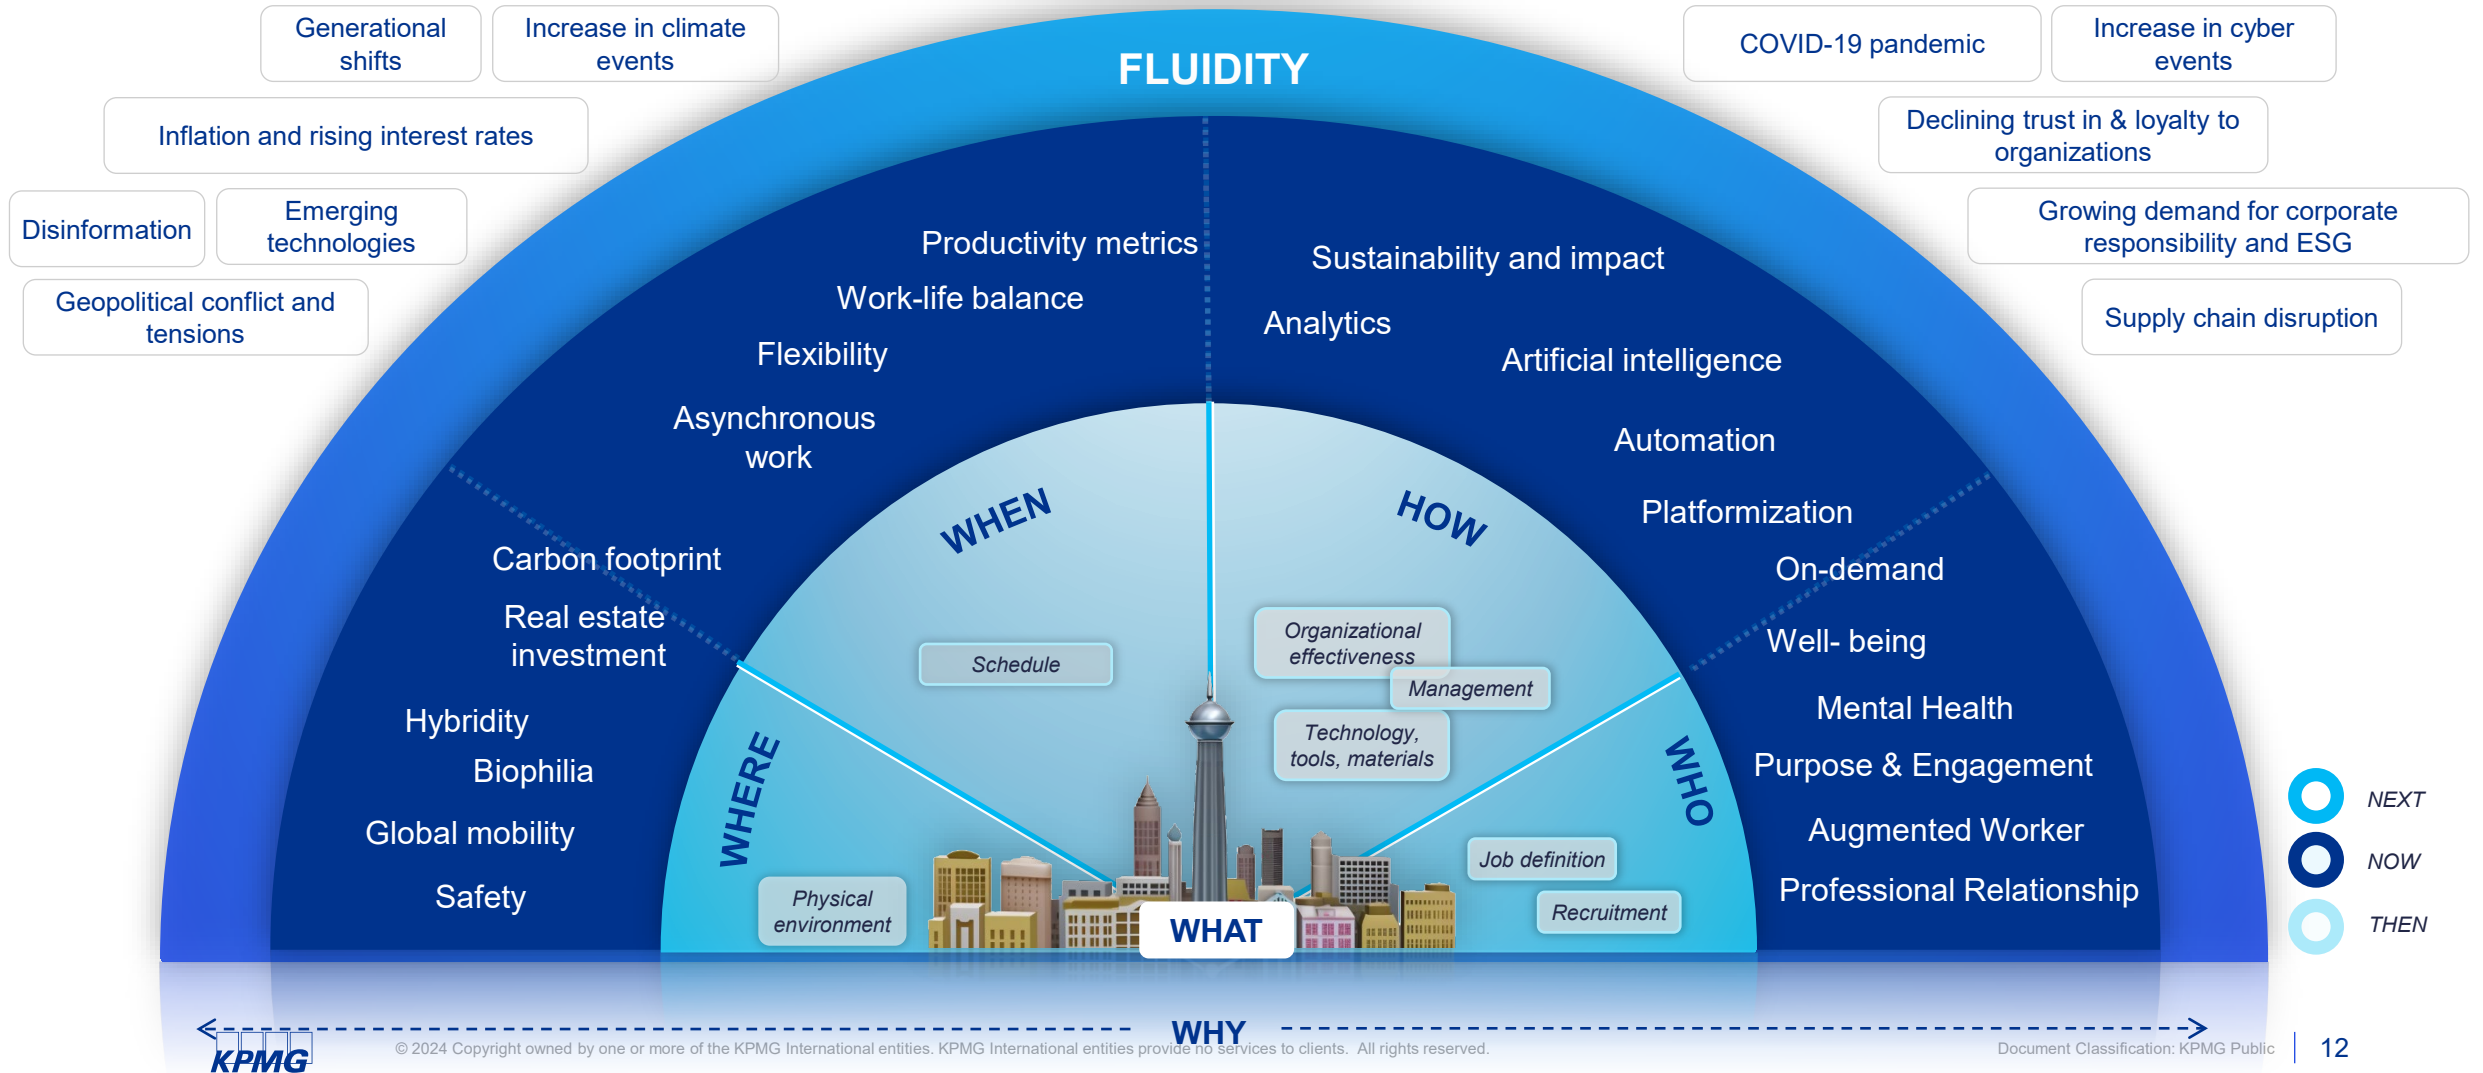 Generational
shifts
Increase in climate
events
Inflation and rising interest rates
Disinformation
Emerging
technologies
Geopolitical conflict and
tensions
COVID-19 pandemic
Increase in cyber
events
Declining trust in & loyalty to
organizations
Growing demand for corporate
responsibility and ESG
Supply chain disruption
FLUIDITY
Productivity metrics
Work-life balance
Flexibility
Asynchronous
work
Carbon footprint
Real estate
investment
Hybridity
Biophilia
Global mobility
Safety
Sustainability and impact
Analytics
Artificial intelligence
Automation
Platformization
On-demand
Well- being
Mental Health
Purpose & Engagement
Augmented Worker
Professional Relationship
WHERE
Physical
environment
WHEN
Schedule
HOW
Organizational
effectiveness
Management
Technology,
tools, materials
WHO
Job definition
Recruitment
WHAT
NEXT
NOW
THEN
WHY
KPMG
© 2024 Copyright owned by one or more of the KPMG International entities. KPMG International entities provide no services to clients. All rights reserved.
Document Classification: KPMG Public
12